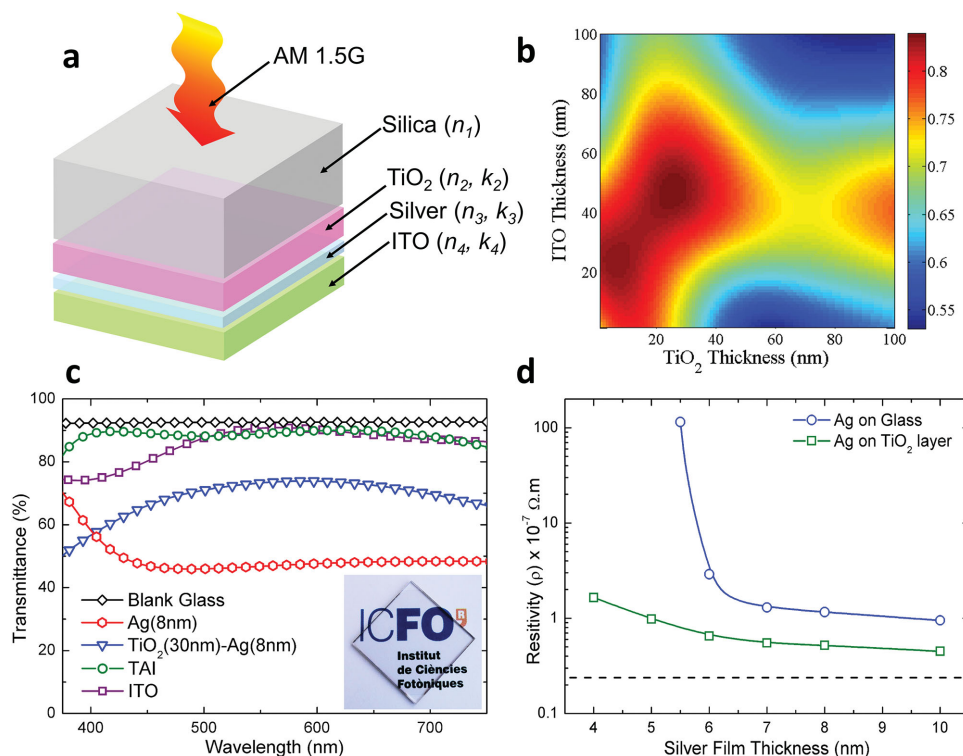 a
AM 1.5G
Silica (n₁)
TiO₂ (n₂, k₂)
Silver (n₃, k₃)
ITO (n₄, k₄)
b
100
80
60
40
20
ITO Thickness (nm)
20
40
60
80
100
TiO₂ Thickness (nm)
0.8
0.75
0.7
0.65
0.6
0.55
c
100
80
60
40
20
0
Transmittance (%)
Blank Glass
Ag(8nm)
TiO₂(30nm)-Ag(8nm)
TAI
ITO
ICFO
Institut
de Ciències
Fotòniques
400
500
600
700
Wavelength (nm)
d
100
10
1
0.1
Resitivity (ρ) x 10⁻⁷ Ω.m
Ag on Glass
Ag on TiO₂ layer
4
5
6
7
8
9
10
Silver Film Thickness (nm)